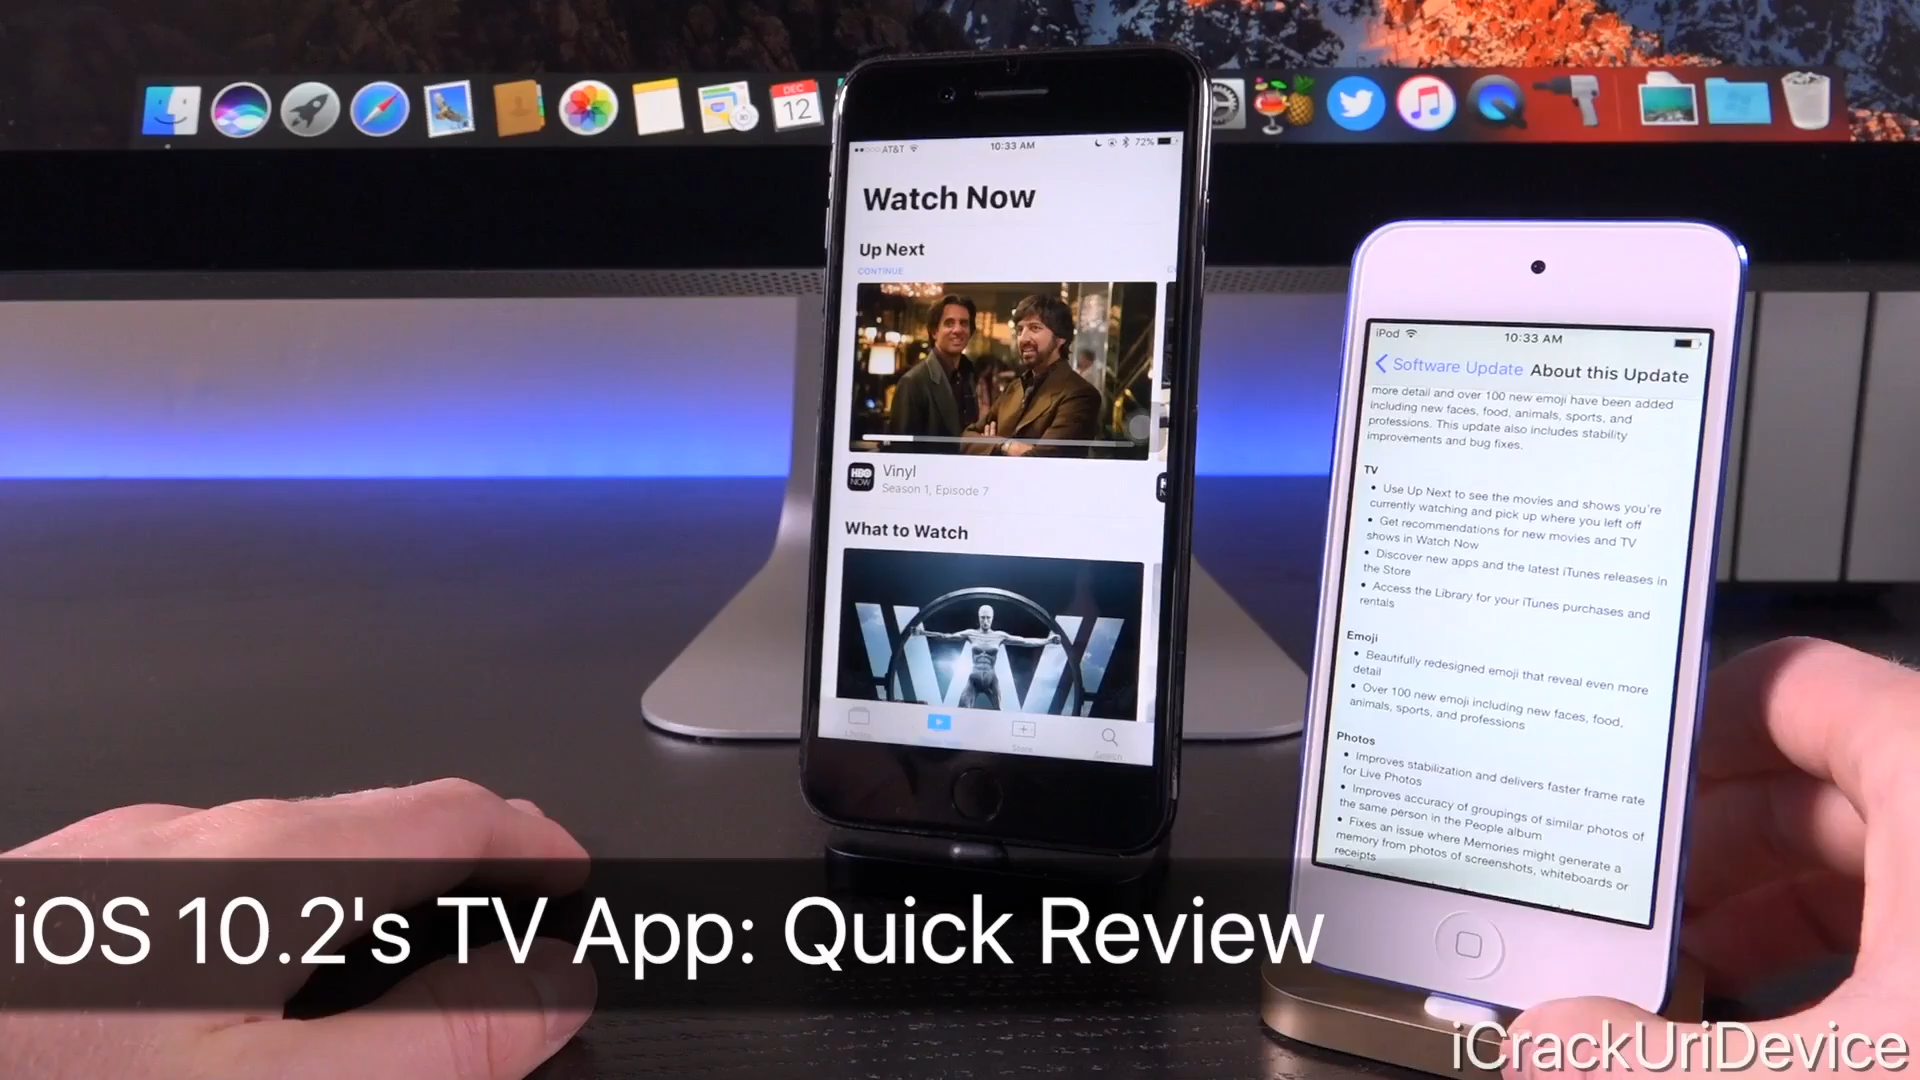 DEC
12
AT&T
10:33 AM
72%
Watch Now
Up Next
CONTINUE
HBO
NOW
Vinyl
Season 1, Episode 7
What to Watch
Store
Search
iPod
10:33 AM
Software Update
About this Update
more detail and over 100 new emoji have been added
including new faces, food, animals, sports, and
professions. This update also includes stability
improvements and bug fixes.
TV
• Use Up Next to see the movies and shows you're
currently watching and pick up where you left off
• Get recommendations for new movies and TV
shows in Watch Now
• Discover new apps and the latest iTunes releases in
the Store
• Access the Library for your iTunes purchases and
rentals
Emoji
• Beautifully redesigned emoji that reveal even more
detail
• Over 100 new emoji including new faces, food,
animals, sports, and professions
Photos
• Improves stabilization and delivers faster frame rate
for Live Photos
• Improves accuracy of groupings of similar photos of
the same person in the People album
• Fixes an issue where Memories might generate a
memory from photos of screenshots, whiteboards or
receipts
iOS 10.2's TV App: Quick Review
iCrackUriDevice